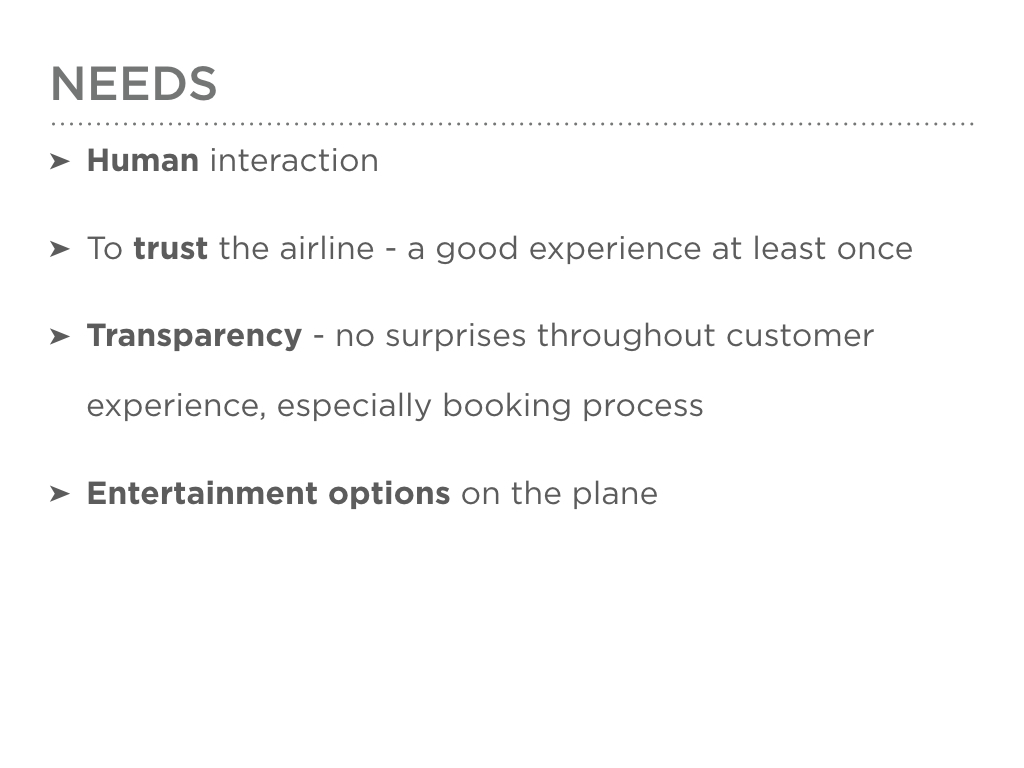 NEEDS
➤ Human interaction
➤ To trust the airline - a good experience at least once
➤ Transparency - no surprises throughout customer
experience, especially booking process
➤ Entertainment options on the plane